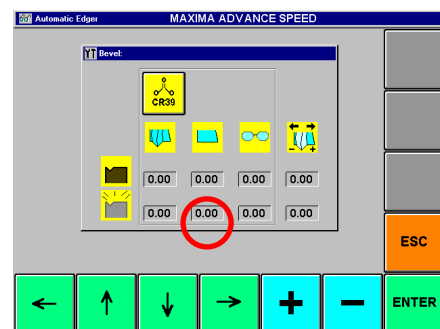 Automatic Edger MAXIMA ADVANCE SPEED
Bevel:
CR39
- +
0.00 0.00 0.00 0.00
0.00 0.00 0.00 0.00
ESC
+ - ENTER